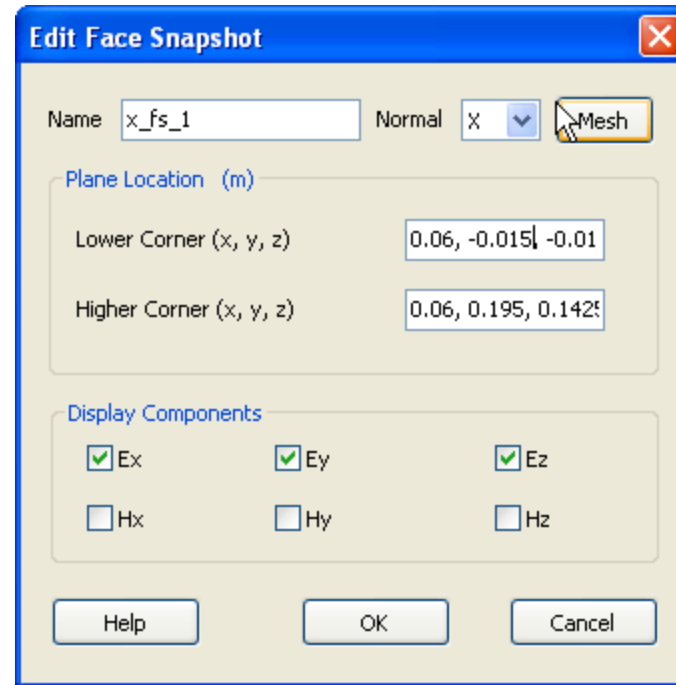 Edit Face Snapshot
Name x_fs_1 Normal X Mesh
Plane Location (m)
Lower Corner (x, y, z) 0.06, -0.015, -0.01
Higher Corner (x, y, z) 0.06, 0.195, 0.1425
Display Components
Ex Ey Ez
Hx Hy Hz
Help OK Cancel